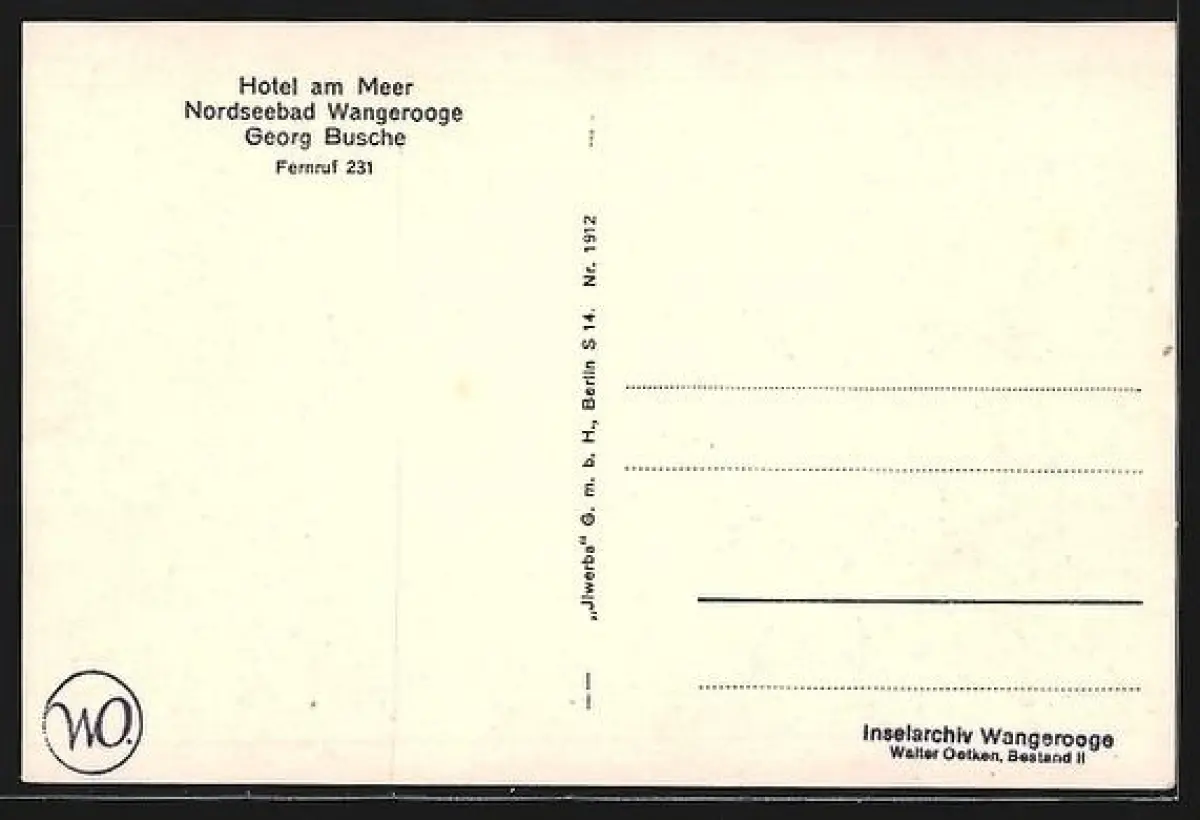 Hotel am Meer
Nordseebad Wangerooge
Georg Busche
Fernruf 231
„Jlwerba" G. m. b. H., Berlin S 14. Nr. 1912
WO.
Inselarchiv Wangerooge
Walter Oetken, Bestand II